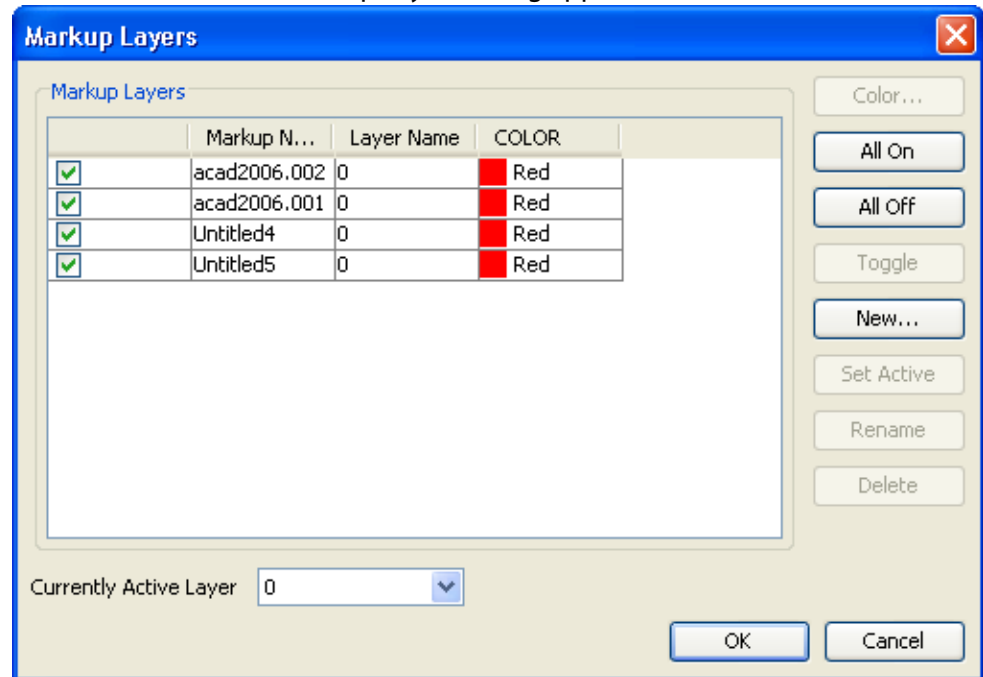 Markup Layers
Markup Layers
Markup N... Layer Name COLOR
acad2006.002 0 Red
acad2006.001 0 Red
Untitled4 0 Red
Untitled5 0 Red
Color...
All On
All Off
Toggle
New...
Set Active
Rename
Delete
Currently Active Layer 0
OK Cancel